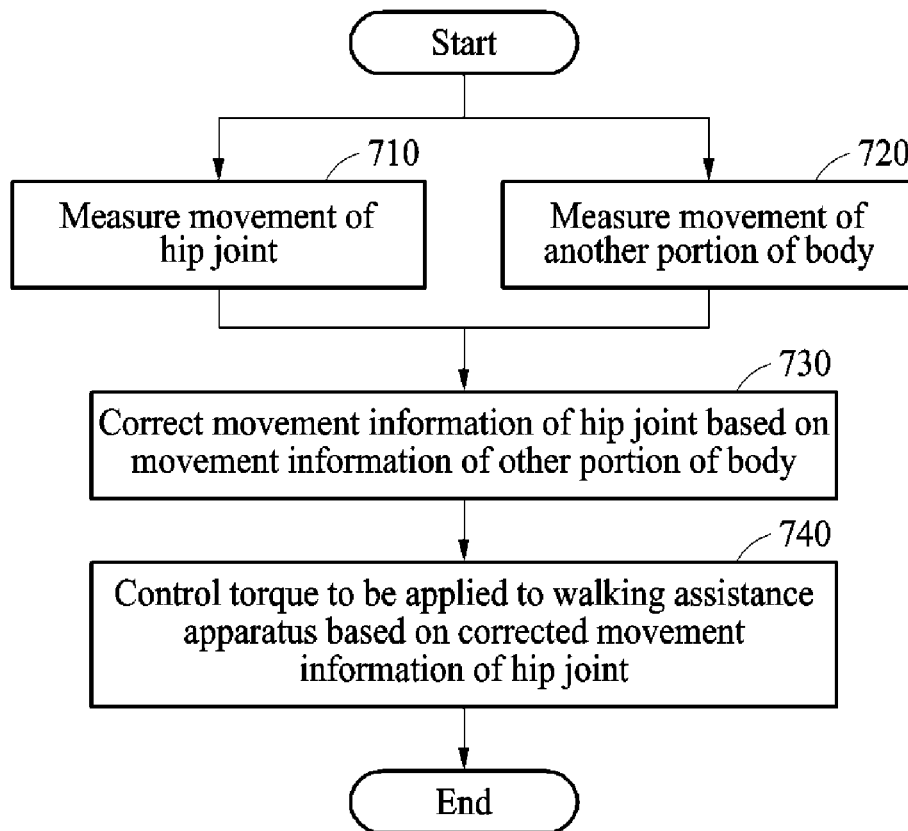 Start
710
720
Measure movement of
hip joint
Measure movement of
another portion of body
730
Correct movement information of hip joint based on
movement information of other portion of body
740
Control torque to be applied to walking assistance
apparatus based on corrected movement
information of hip joint
End